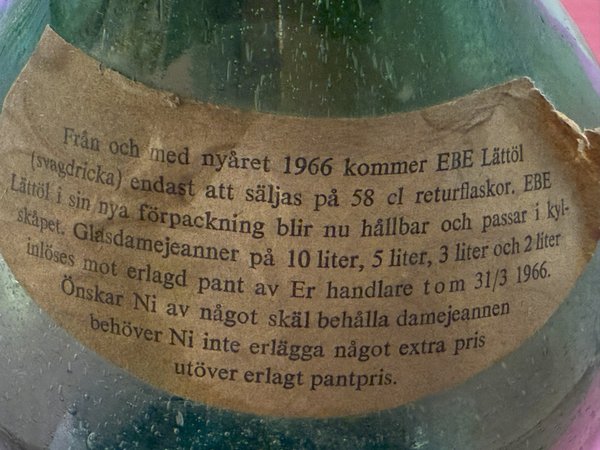 Från och med nyåret 1966 kommer EBE Lättöl
(svagdricka) endast att säljas på 58 cl returflaskor. EBE
Lättöl i sin nya förpackning blir nu hållbar och passar i kyl-
skåpet. Glasdamejeanner på 10 liter, 5 liter, 3 liter och 2 liter
inlöses mot erlagd pant av Er handlare t o m 31/3 1966.
Önskar Ni av något skäl behålla damejeannen
behöver Ni inte erlägga något extra pris
utöver erlagt pantpris.